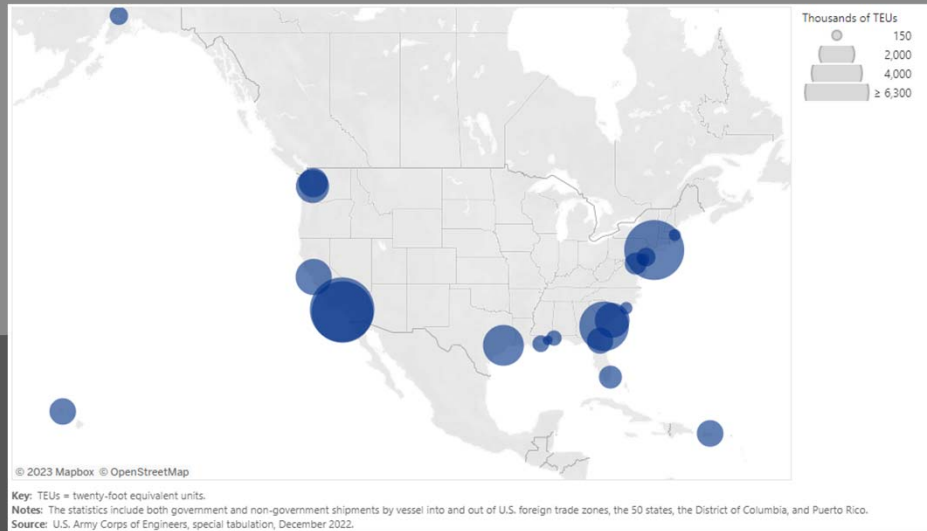 Thousands of TEUs
150
2,000
4,000
≥ 6,300
© 2023 Mapbox © OpenStreetMap
Key: TEUs = twenty-foot equivalent units.
Notes: The statistics include both government and non-government shipments by vessel into and out of U.S. foreign trade zones, the 50 states, the District of Columbia, and Puerto Rico.
Source: U.S. Army Corps of Engineers, special tabulation, December 2022.